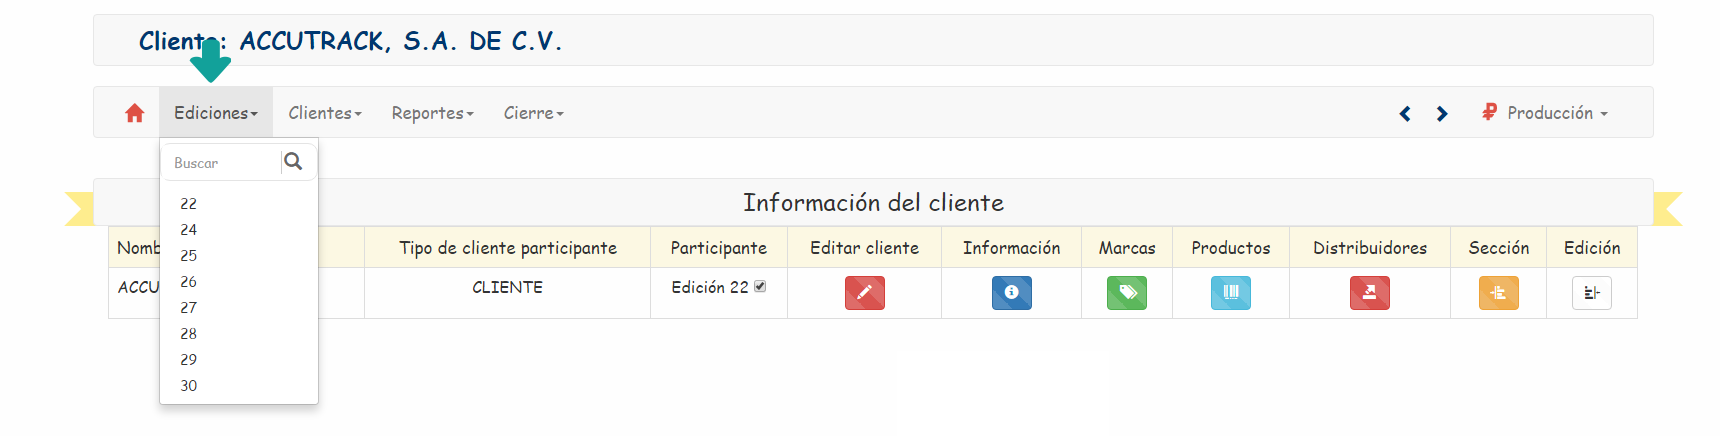 Cliente: ACCUTRACK, S.A. DE C.V.
Ediciones Clientes Reportes Cierre Producción
Buscar
22
24
25
26
27
28
29
30
Información del cliente
Nomb Tipo de cliente participante Participante Editar cliente Información Marcas Productos Distribuidores Sección Edición
ACCU CLIENTE Edición 22